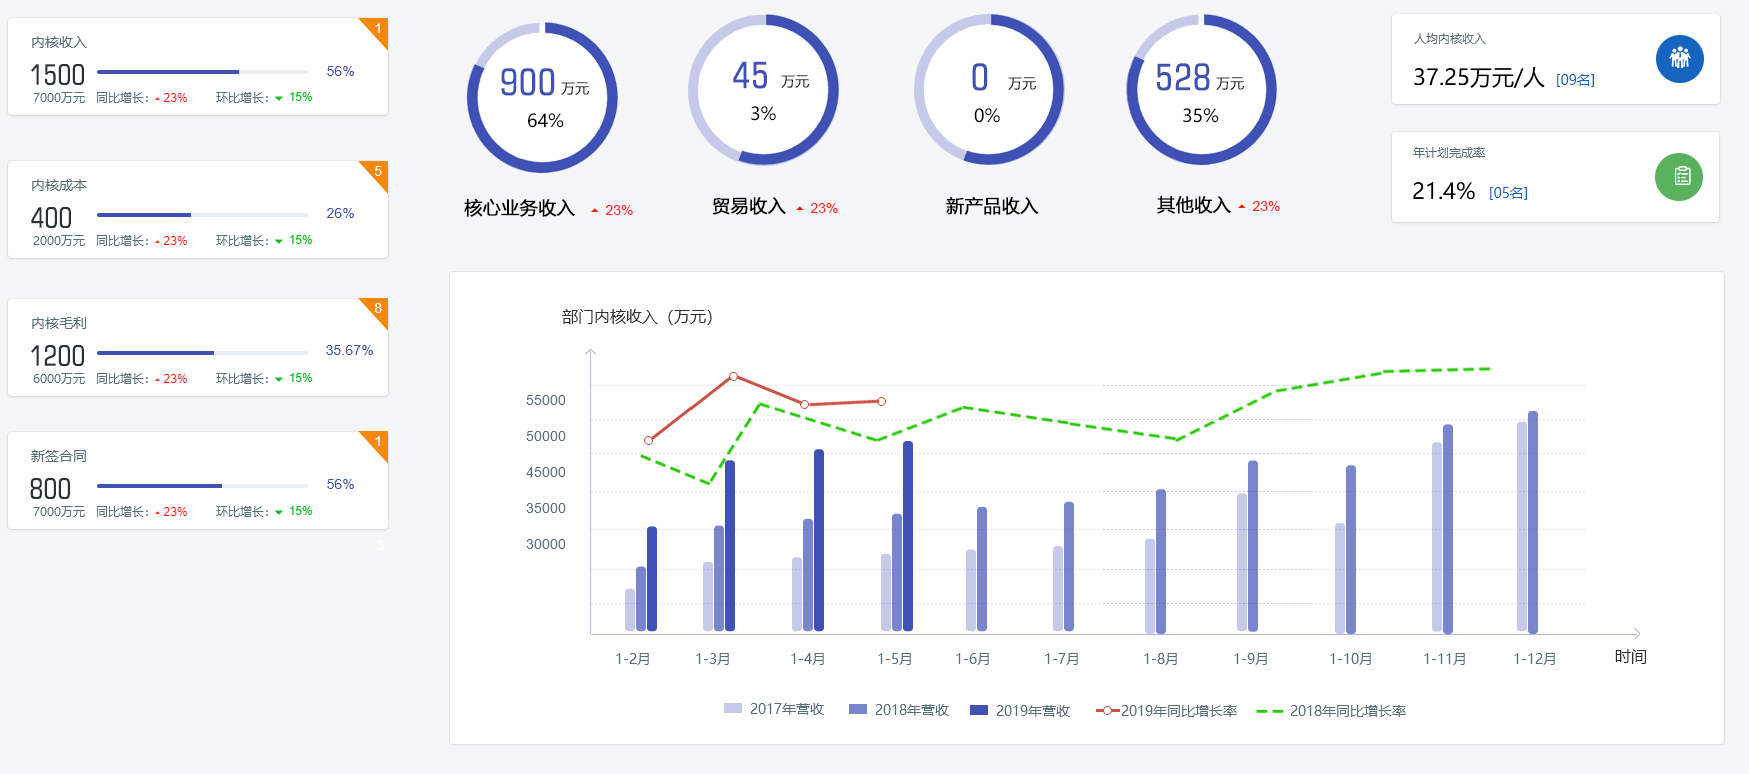 内核收入
1
1500
56%
7000万元 同比增长: 23% 环比增长: 15%
内核成本
5
400
26%
2000万元 同比增长: 23% 环比增长: 15%
内核毛利
8
1200
35.67%
6000万元 同比增长: 23% 环比增长: 15%
新签合同
1
800
56%
7000万元 同比增长: 23% 环比增长: 15%
9
900 万元
64%
核心业务收入 23%
45 万元
3%
贸易收入 23%
0 万元
0%
新产品收入
528 万元
35%
其他收入 23%
人均内核收入
37.25万元/人 [09名]
年计划完成率
21.4% [05名]
部门内核收入（万元）
55000
50000
45000
35000
30000
1-2月 1-3月 1-4月 1-5月 1-6月 1-7月 1-8月 1-9月 1-10月 1-11月 1-12月 时间
2017年营收 2018年营收 2019年营收 2019年同比增长率 2018年同比增长率